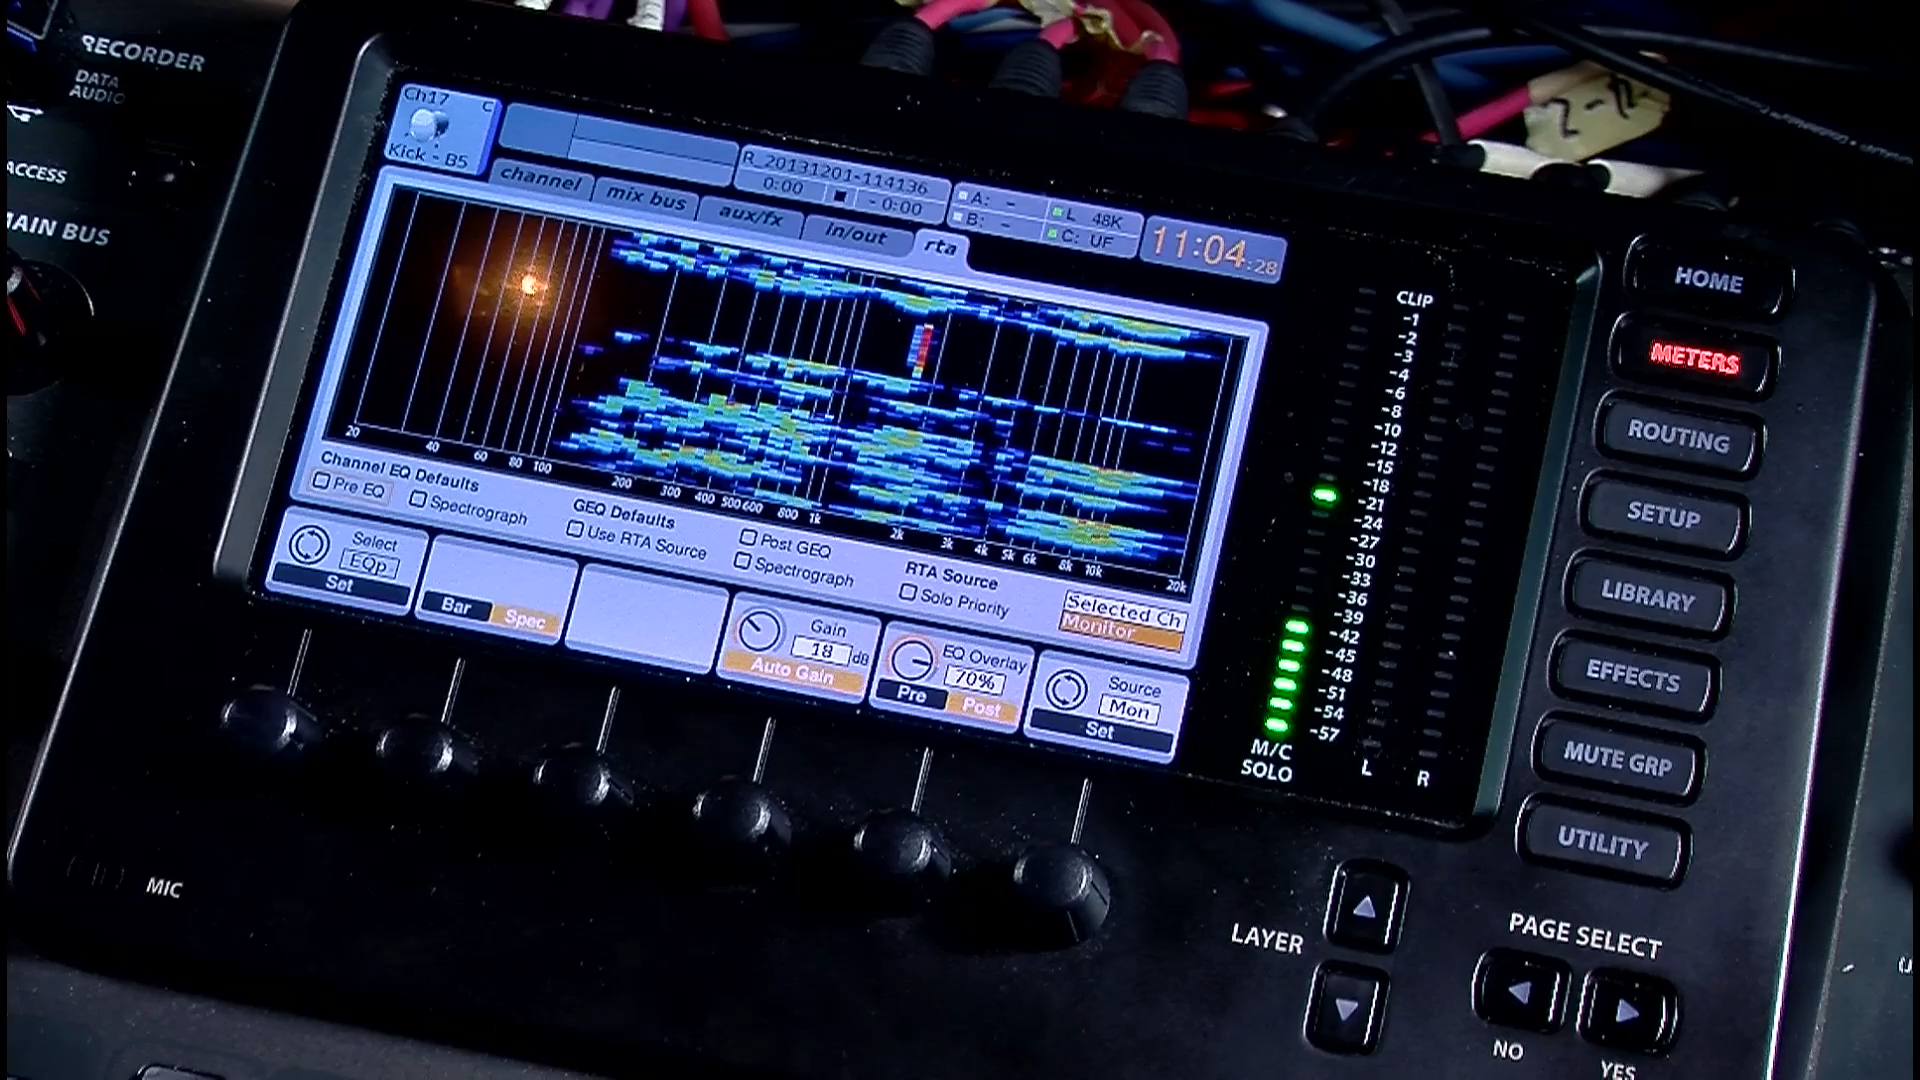 RECORDER
DATA
AUDIO
ACCESS
MAIN BUS
Ch17 C
Kick - B5
R_20131201-114136
0:00 - 0:00
A: - L 48K
B: - C: UF
11:04:28
channel mix bus aux/fx in/out rta
20 40 60 80 100 200 300 400 500 600 800 1k 2k 3k 4k 5k 6k 8k 10k 20k
Channel EQ Defaults
Pre EQ Spectrograph
GEQ Defaults
Use RTA Source
Post GEQ
Spectrograph
RTA Source
Solo Priority
Selected Ch
Monitor
Select
EQp
Set
Bar Spec
Gain
18 dB
Auto Gain
EQ Overlay
70%
Pre Post
Source
Mon
Set
CLIP
-1
-2
-3
-4
-6
-8
-10
-12
-15
-18
-21
-24
-27
-30
-33
-36
-39
-42
-45
-48
-51
-54
-57
M/C
SOLO
L R
HOME
METERS
ROUTING
SETUP
LIBRARY
EFFECTS
MUTE GRP
UTILITY
MIC
LAYER
PAGE SELECT
NO YES